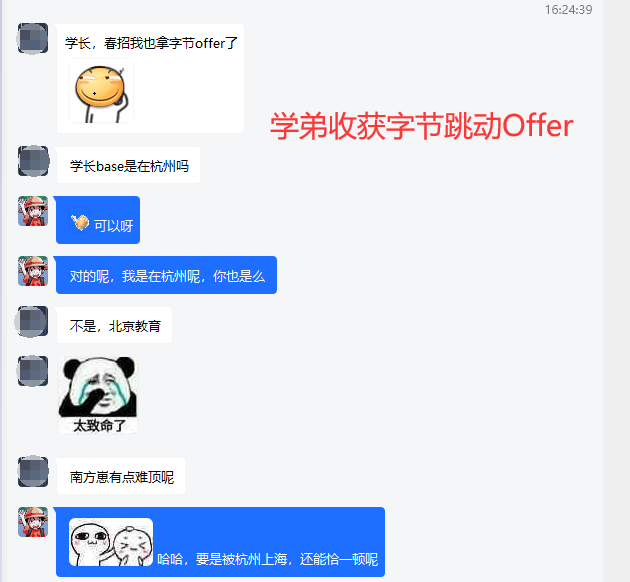 16:24:39
学长，春招我也拿字节offer了
学弟收获字节跳动Offer
学长base是在杭州吗
可以呀
对的呢，我是在杭州呢，你也是么
不是，北京教育
太致命了
南方崽有点难顶呢
哈哈，要是被杭州上海，还能恰一顿呢